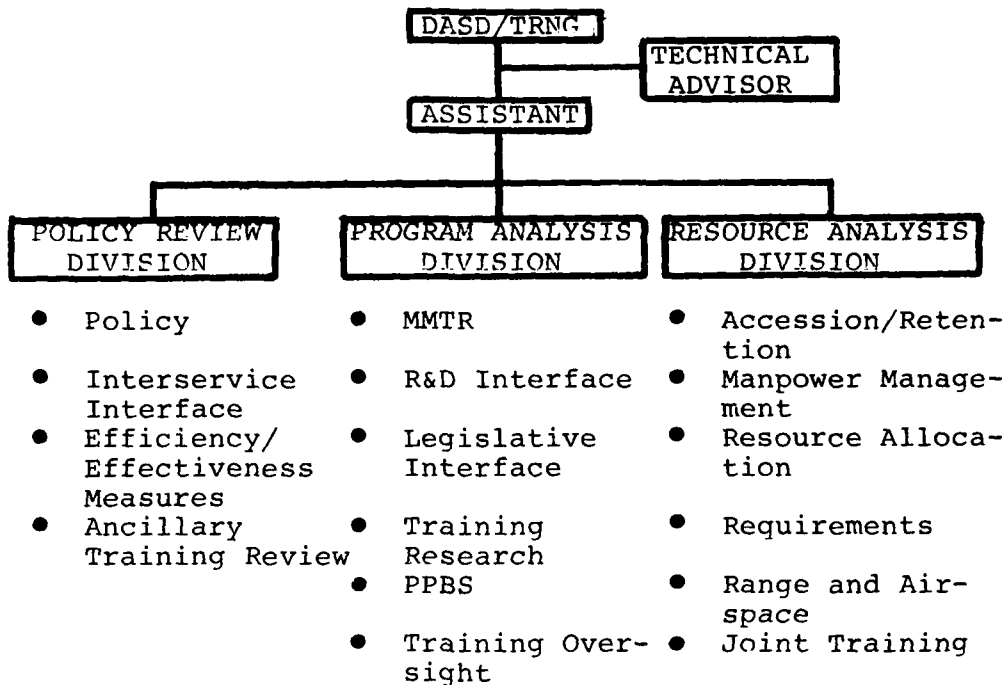 DASD/TRNG
TECHNICAL
ADVISOR
ASSISTANT
POLICY REVIEW
DIVISION
● Policy
● Interservice
Interface
● Efficiency/
Effectiveness
Measures
● Ancillary
Training Review
PROGRAM ANALYSIS
DIVISION
● MMTR
● R&D Interface
● Legislative
Interface
● Training
Research
● PPBS
● Training Over-
sight
RESOURCE ANALYSIS
DIVISION
● Accession/Reten-
tion
● Manpower Manage-
ment
● Resource Alloca-
tion
● Requirements
● Range and Air-
space
● Joint Training